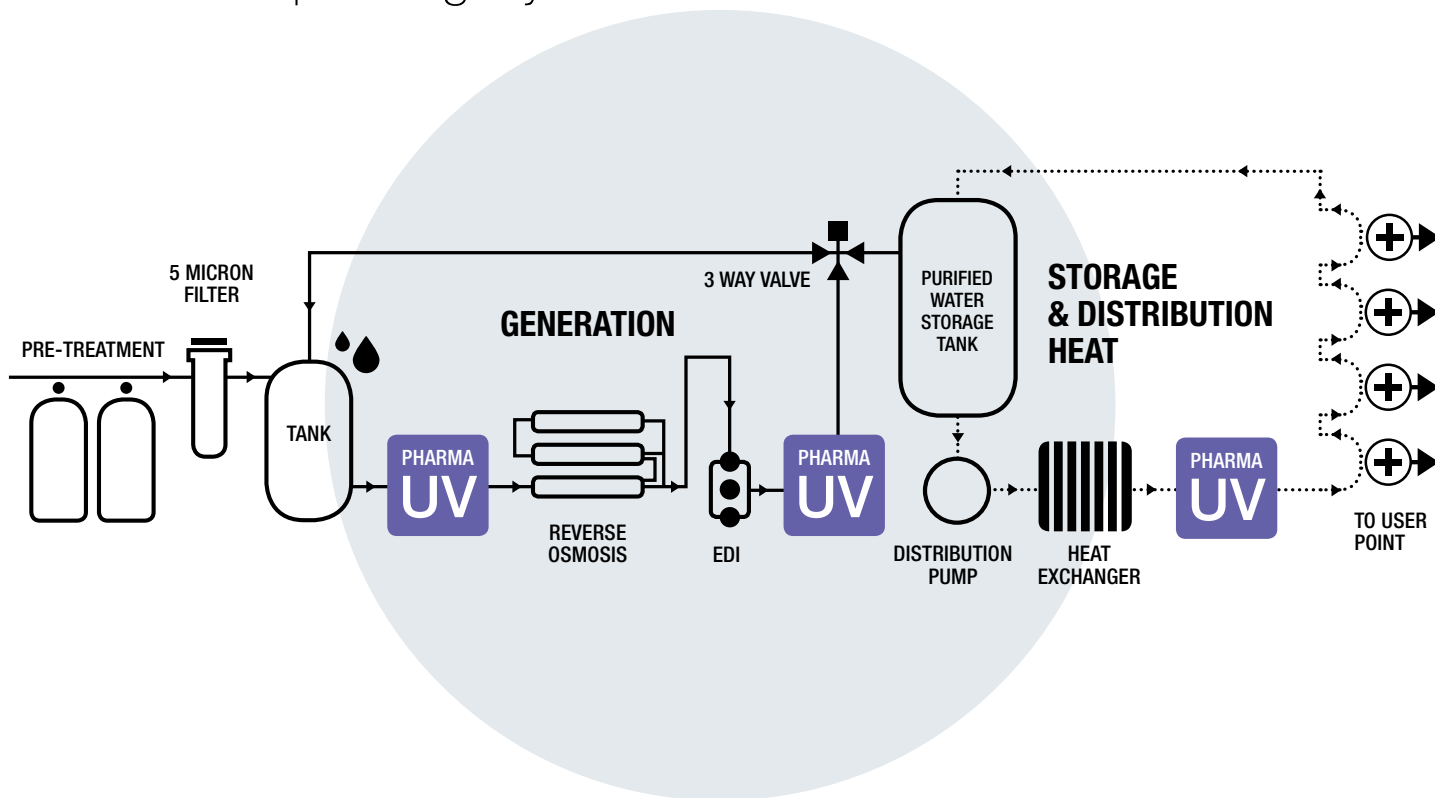 5 MICRON
FILTER
PRE-TREATMENT
TANK
GENERATION
3 WAY VALVE
PHARMA
UV
REVERSE
OSMOSIS
EDI
PHARMA
UV
PURIFIED
WATER
STORAGE
TANK
STORAGE
& DISTRIBUTION
HEAT
DISTRIBUTION
PUMP
HEAT
EXCHANGER
PHARMA
UV
TO USER
POINT